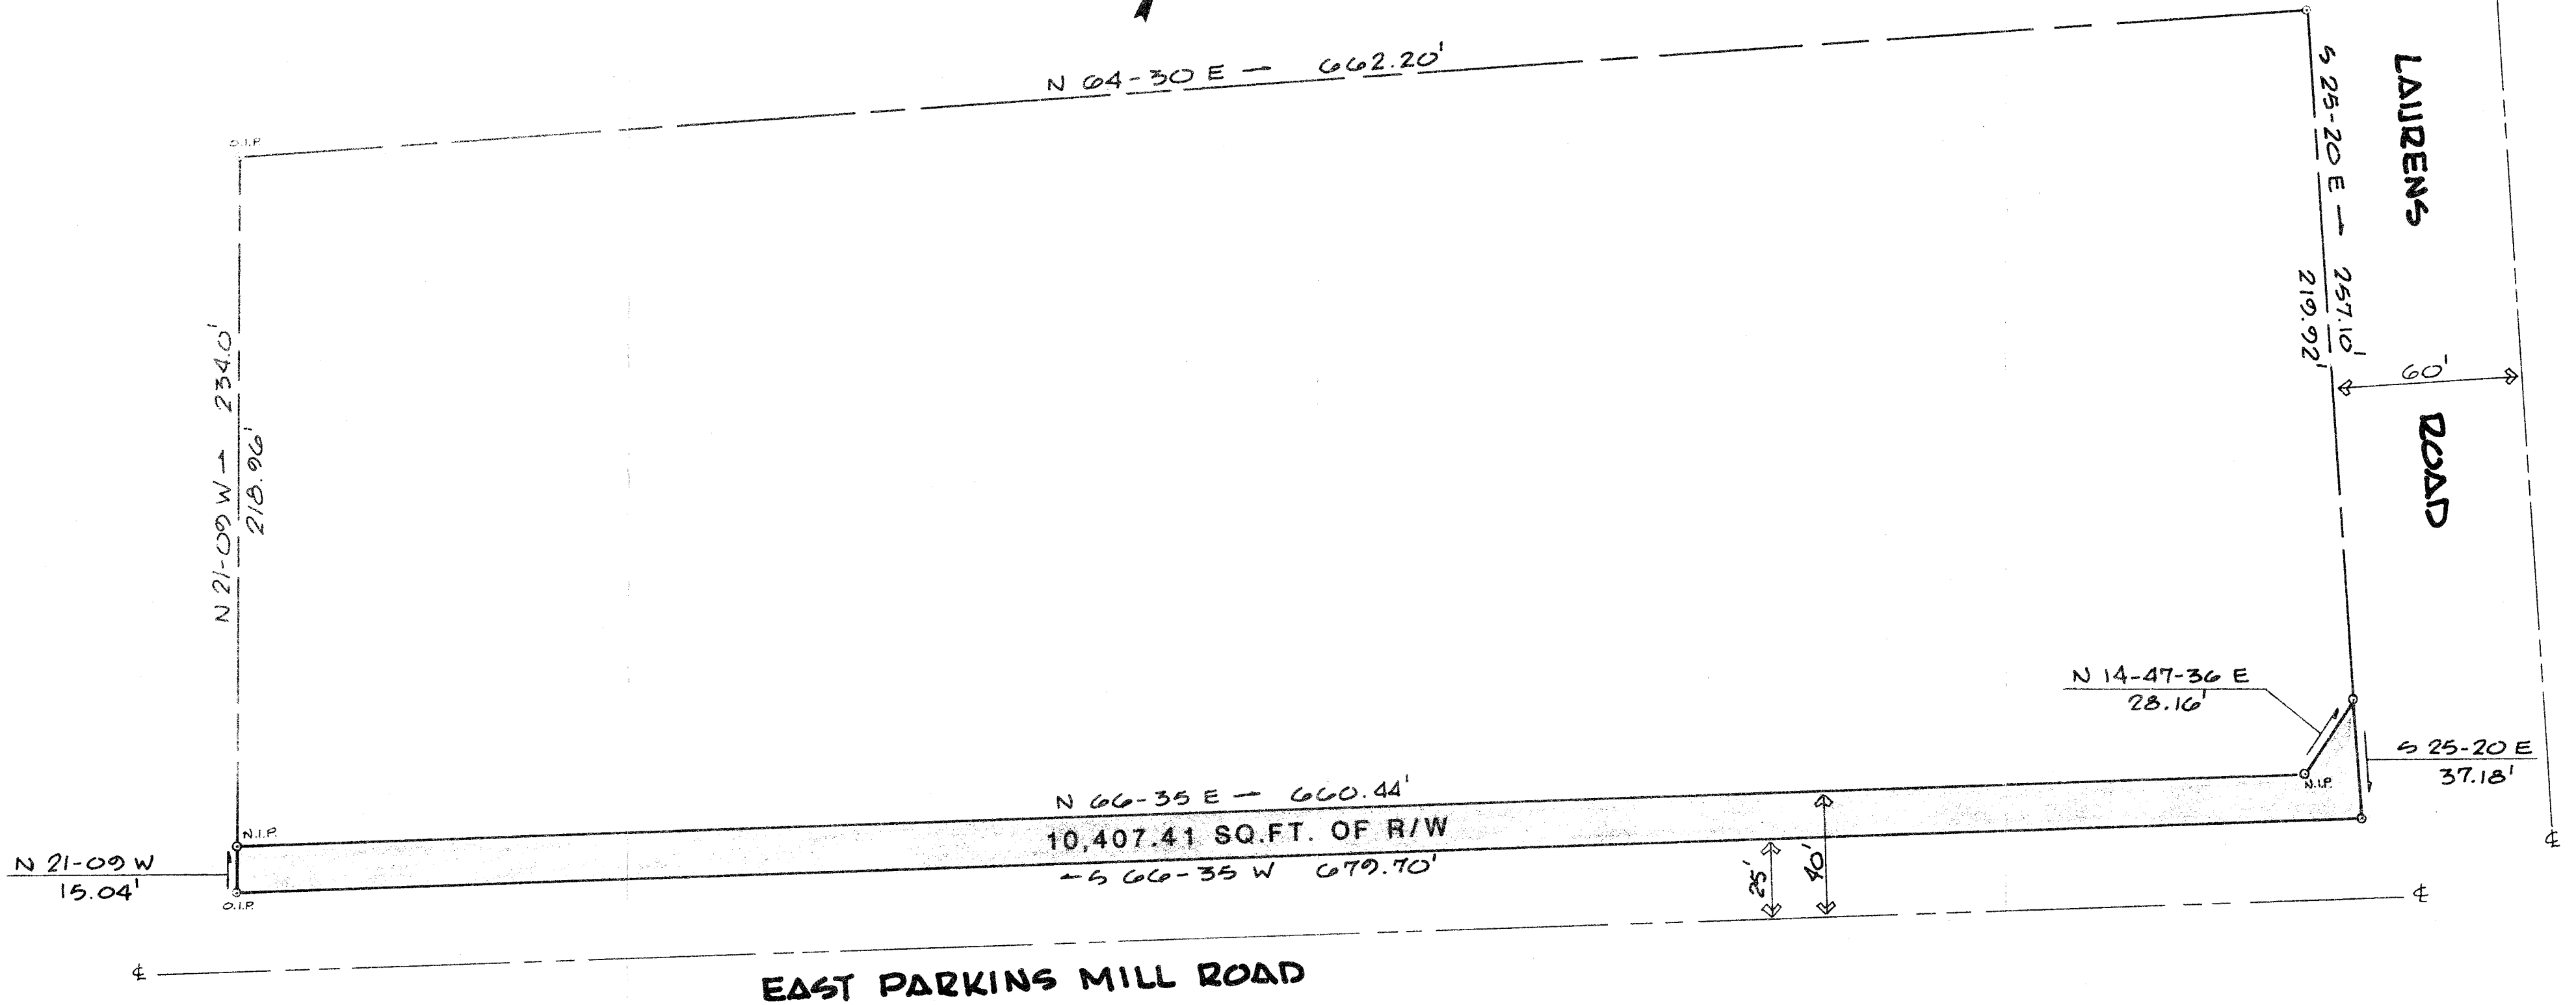 N 64-30 E → 662.20'
O.I.P.
S 25-20 E → 257.10'
219.92'
LAURENS ROAD
60'
N 21-09 W → 234.0'
218.96'
N 14-47-36 E
28.16'
S 25-20 E
37.18'
N.I.P.
N 66-35 E → 660.44'
N.I.P.
10,407.41 SQ.FT. OF R/W
← S 66-35 W 679.70'
N 21-09 W
15.04'
O.I.P.
25'
40'
℄
℄
℄
EAST PARKINS MILL ROAD